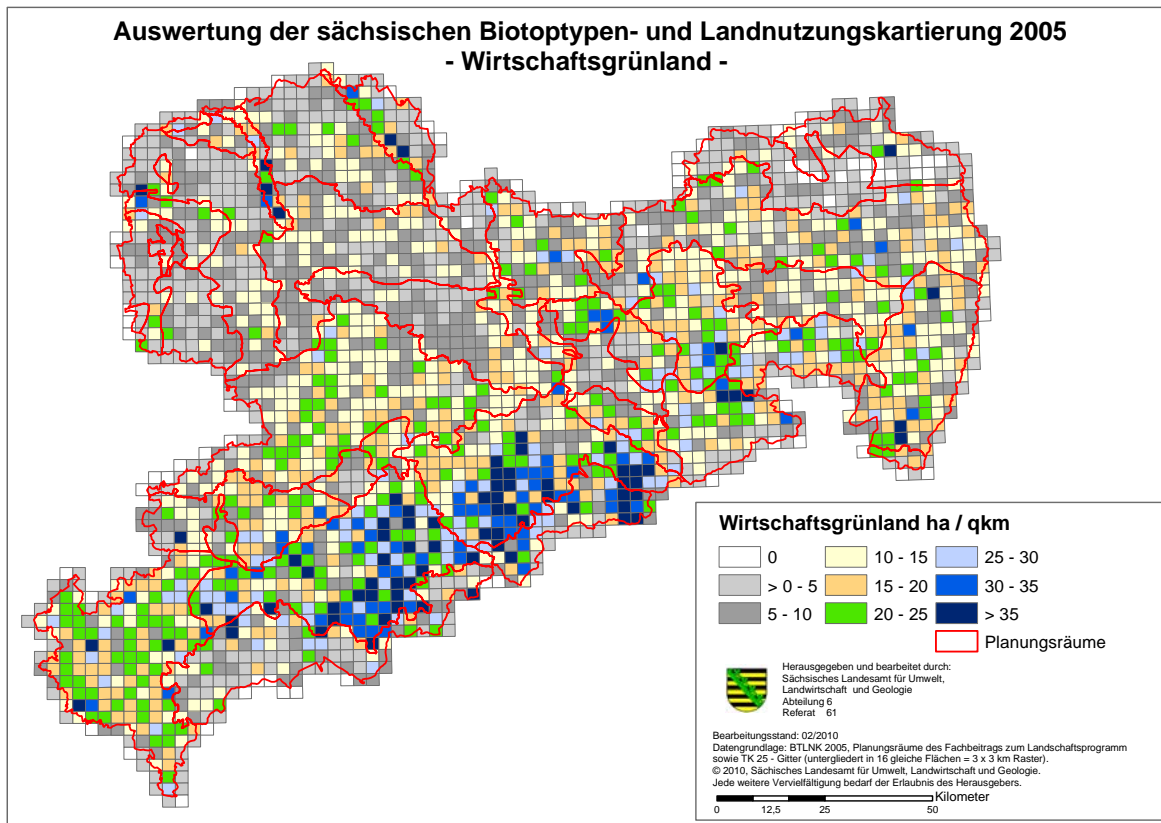 Auswertung der sächsischen Biotoptypen- und Landnutzungskartierung 2005
- Wirtschaftsgrünland -
Wirtschaftsgrünland ha / qkm
0
10 - 15
25 - 30
> 0 - 5
15 - 20
30 - 35
5 - 10
20 - 25
> 35
Planungsräume
Herausgegeben und bearbeitet durch:
Sächsisches Landesamt für Umwelt,
Landwirtschaft und Geologie
Abteilung 6
Referat 61
Bearbeitungsstand: 02/2010
Datengrundlage: BTLNK 2005, Planungsräume des Fachbeitrags zum Landschaftsprogramm
sowie TK 25 - Gitter (untergliedert in 16 gleiche Flächen = 3 x 3 km Raster).
© 2010, Sächsisches Landesamt für Umwelt, Landwirtschaft und Geologie.
Jede weitere Vervielfältigung bedarf der Erlaubnis des Herausgebers.
Kilometer
0 12,5 25 50